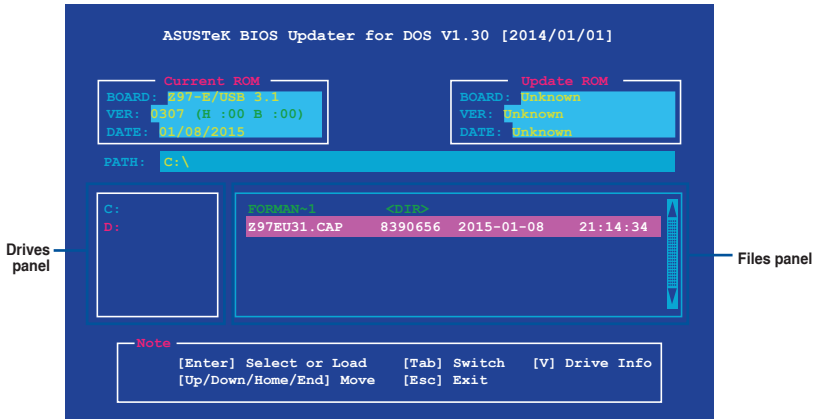 ASUSTeK BIOS Updater for DOS V1.30 [2014/01/01]
Current ROM
BOARD: Z97-E/USB 3.1
VER: 0307 (H :00 B :00)
DATE: 01/08/2015
Update ROM
BOARD: Unknown
VER: Unknown
DATE: Unknown
PATH: C:\
C:
D:
FORMAN~1 <DIR>
Z97EU31.CAP 8390656 2015-01-08 21:14:34
Drives
panel
Files panel
Note
[Enter] Select or Load [Tab] Switch [V] Drive Info
[Up/Down/Home/End] Move [Esc] Exit